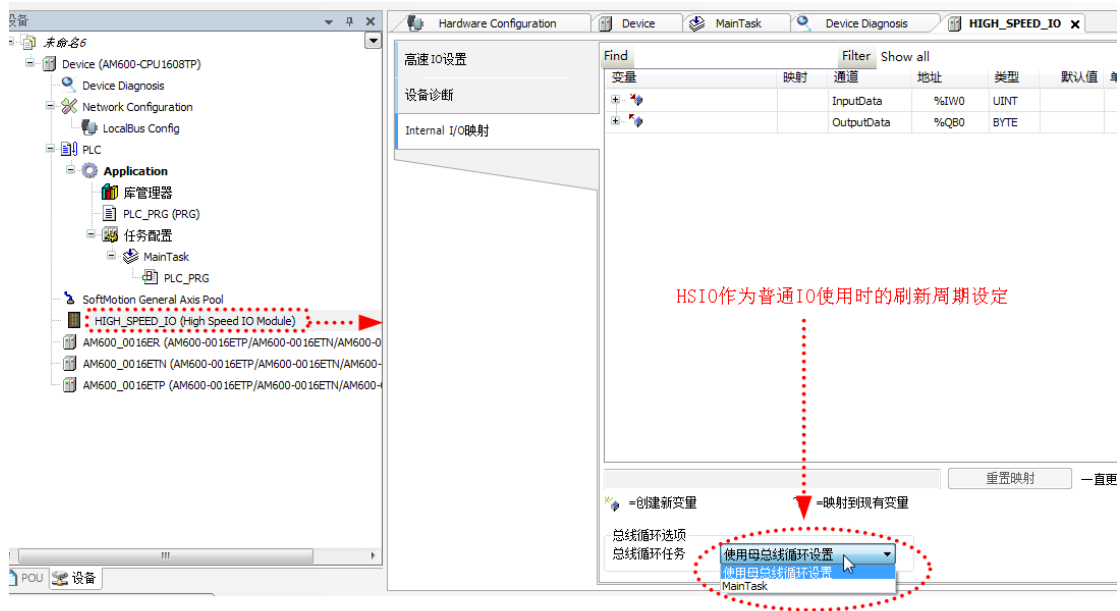 设备
未命名6
Device (AM600-CPU1608TP)
Device Diagnosis
Network Configuration
LocalBus Config
PLC
Application
库管理器
PLC_PRG (PRG)
任务配置
MainTask
PLC_PRG
SoftMotion General Axis Pool
HIGH_SPEED_IO (High Speed IO Module)
AM600_0016ER (AM600-0016ETP/AM600-0016ETN/AM600-0
AM600_0016ETN (AM600-0016ETP/AM600-0016ETN/AM600-
AM600_0016ETP (AM600-0016ETP/AM600-0016ETN/AM600-
POU 设备
Hardware Configuration Device MainTask Device Diagnosis HIGH_SPEED_IO
高速IO设置
设备诊断
Internal I/O映射
Find Filter Show all
变量 映射 通道 地址 类型 默认值
InputData %IW0 UINT
OutputData %QB0 BYTE
HSIO作为普通IO使用时的刷新周期设定
重置映射 一直更
=创建新变量 =映射到现有变量
总线循环选项
总线循环任务 使用母总线循环设置
使用母总线循环设置
MainTask